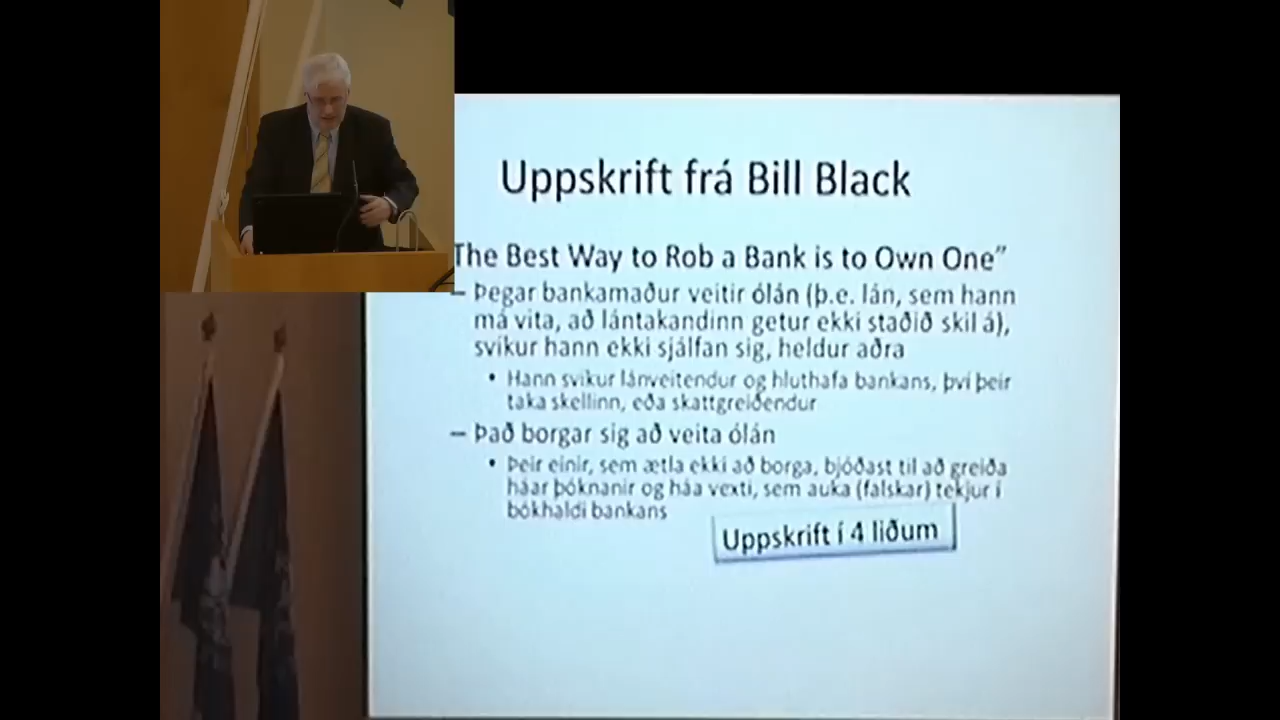 Uppskrift frá Bill Black
The Best Way to Rob a Bank is to Own One”
– Þegar bankamaður veitir ólán (þ.e. lán, sem hann
má vita, að lántakandinn getur ekki staðið skil á),
svíkur hann ekki sjálfan sig, heldur aðra
• Hann svíkur lánveitendur og hluthafa bankans, því þeir
taka skellinn, eða skattgreiðendur
– Það borgar sig að veita ólán
• Þeir einir, sem ætla ekki að borga, bjóðast til að greiða
háar þóknanir og háa vexti, sem auka (falskar) tekjur í
bókhaldi bankans
Uppskrift í 4 liðum